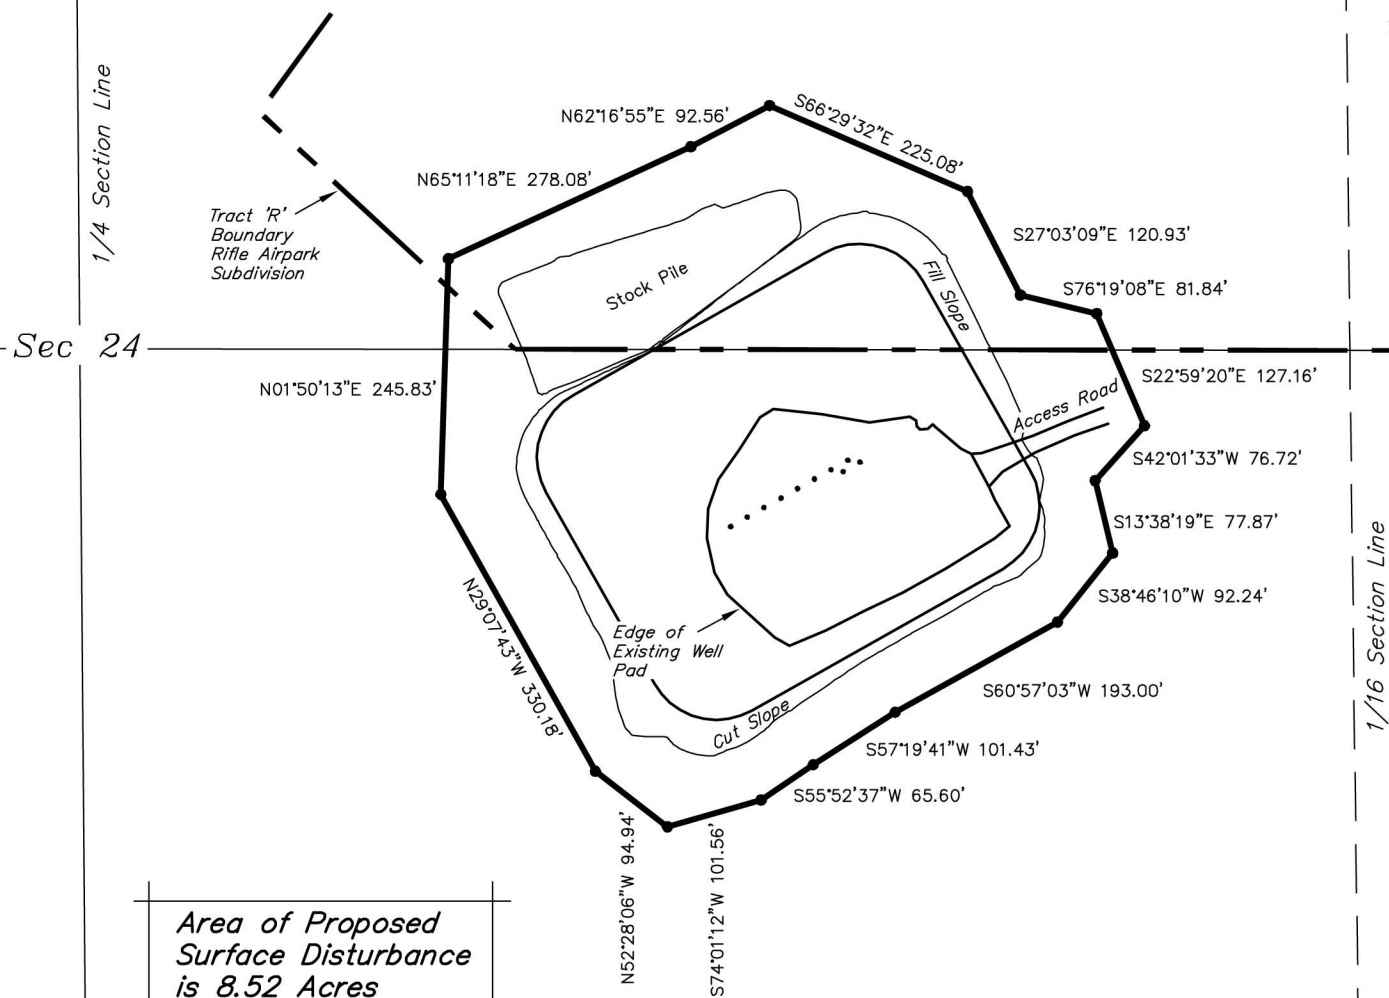 1/4 Section Line
N62°16'55"E 92.56'
S66°29'32"E 225.08'
N65°11'18"E 278.08'
Tract 'R'
Boundary
Rifle Airpark
Subdivision
S27°03'09"E 120.93'
Stock Pile
Fill Slope
S76°19'08"E 81.84'
Sec 24
N01°50'13"E 245.83'
S22°59'20"E 127.16'
Access Road
S42°01'33"W 76.72'
S13°38'19"E 77.87'
N29°07'43"W 330.18'
S38°46'10"W 92.24'
1/16 Section Line
Edge of
Existing Well
Pad
S60°57'03"W 193.00'
Cut Slope
S57°19'41"W 101.43'
S55°52'37"W 65.60'
N52°28'06"W 94.94'
S74°01'12"W 101.56'
Area of Proposed
Surface Disturbance
is 8.52 Acres